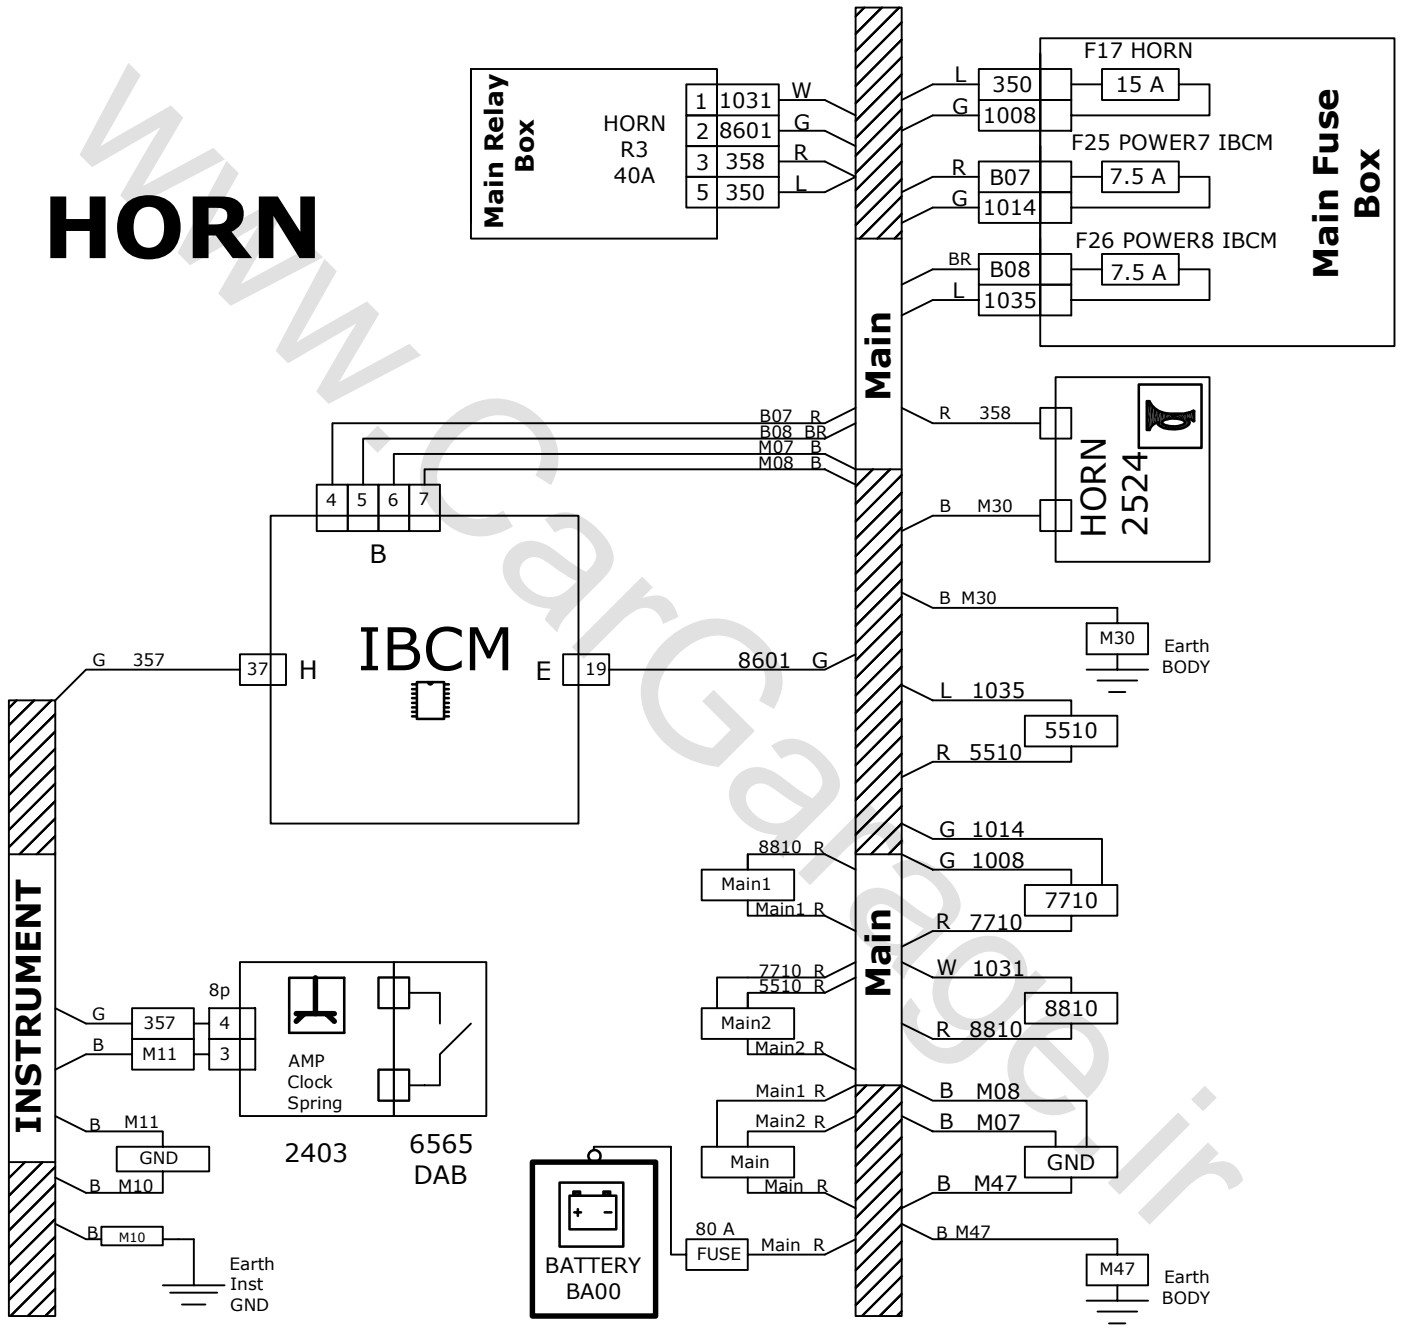 HORN
Main Relay
Box
HORN
R3
40A
1 1031 W
2 8601 G
3 358 R
5 350 L
Main Fuse
Box
F17 HORN
L 350 15 A
G 1008
F25 POWER7 IBCM
R B07 7.5 A
G 1014
F26 POWER8 IBCM
BR B08 7.5 A
L 1035
Main
B07 R
B08 BR
M07 B
M08 B
4 5 6 7
B
IBCM
G 357 37 H
E 19 8601 G
R 358
B M30
HORN
2524
B M30
M30
Earth
BODY
L 1035
5510
R 5510
G 1014
G 1008
7710
R 7710
W 1031
8810
R 8810
B M08
B M07
GND
B M47
B M47
M47
Earth
BODY
Main
8810 R
Main1
Main1 R
7710 R
5510 R
Main2
Main2 R
Main1 R
Main2 R
Main
Main R
80 A
FUSE
Main R
+ −
BATTERY
BA00
INSTRUMENT
8p
G 357 4
B M11 3
AMP
Clock
Spring
2403
6565
DAB
B M11
GND
B M10
B M10
Earth
Inst
GND
www.CarGarage.ir